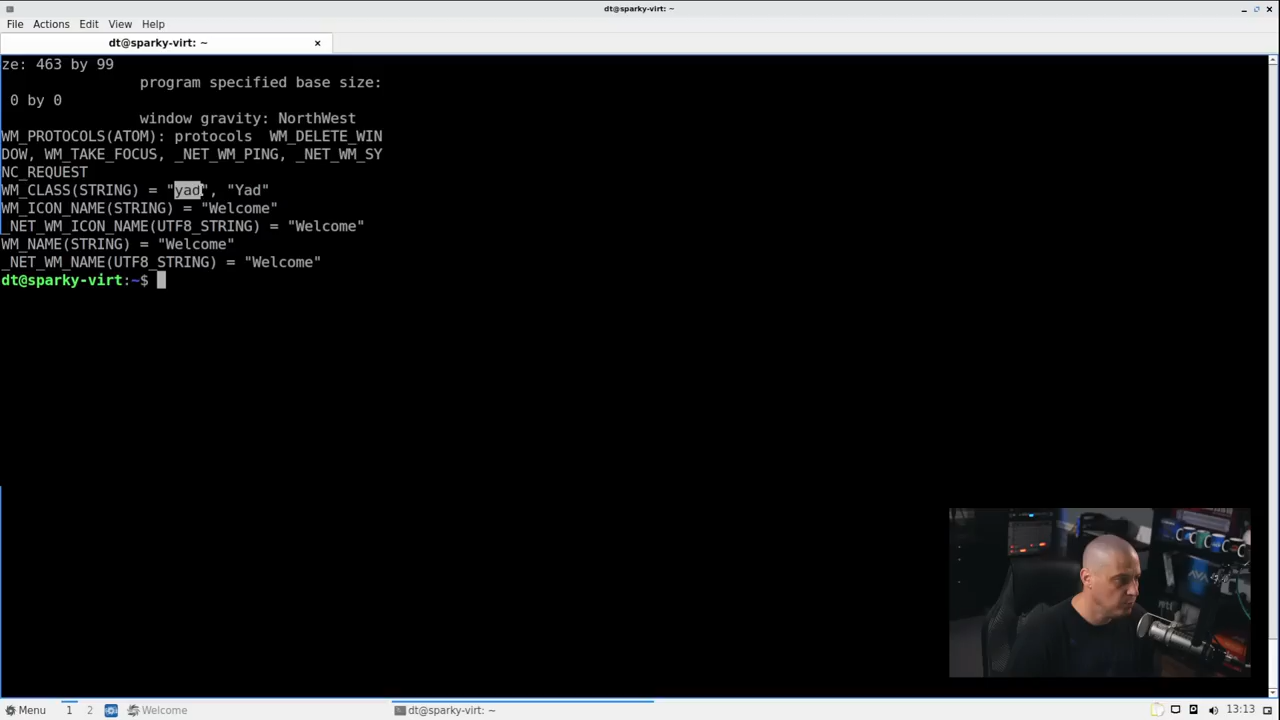 dt@sparky-virt: ~
File Actions Edit View Help
dt@sparky-virt: ~
ze: 463 by 99
program specified base size:
0 by 0
window gravity: NorthWest
WM_PROTOCOLS(ATOM): protocols  WM_DELETE_WIN
DOW, WM_TAKE_FOCUS, _NET_WM_PING, _NET_WM_SY
NC_REQUEST
WM_CLASS(STRING) = "yad", "Yad"
WM_ICON_NAME(STRING) = "Welcome"
_NET_WM_ICON_NAME(UTF8_STRING) = "Welcome"
WM_NAME(STRING) = "Welcome"
_NET_WM_NAME(UTF8_STRING) = "Welcome"
dt@sparky-virt:~$
Menu 1 2 Welcome dt@sparky-virt: ~ 13:13